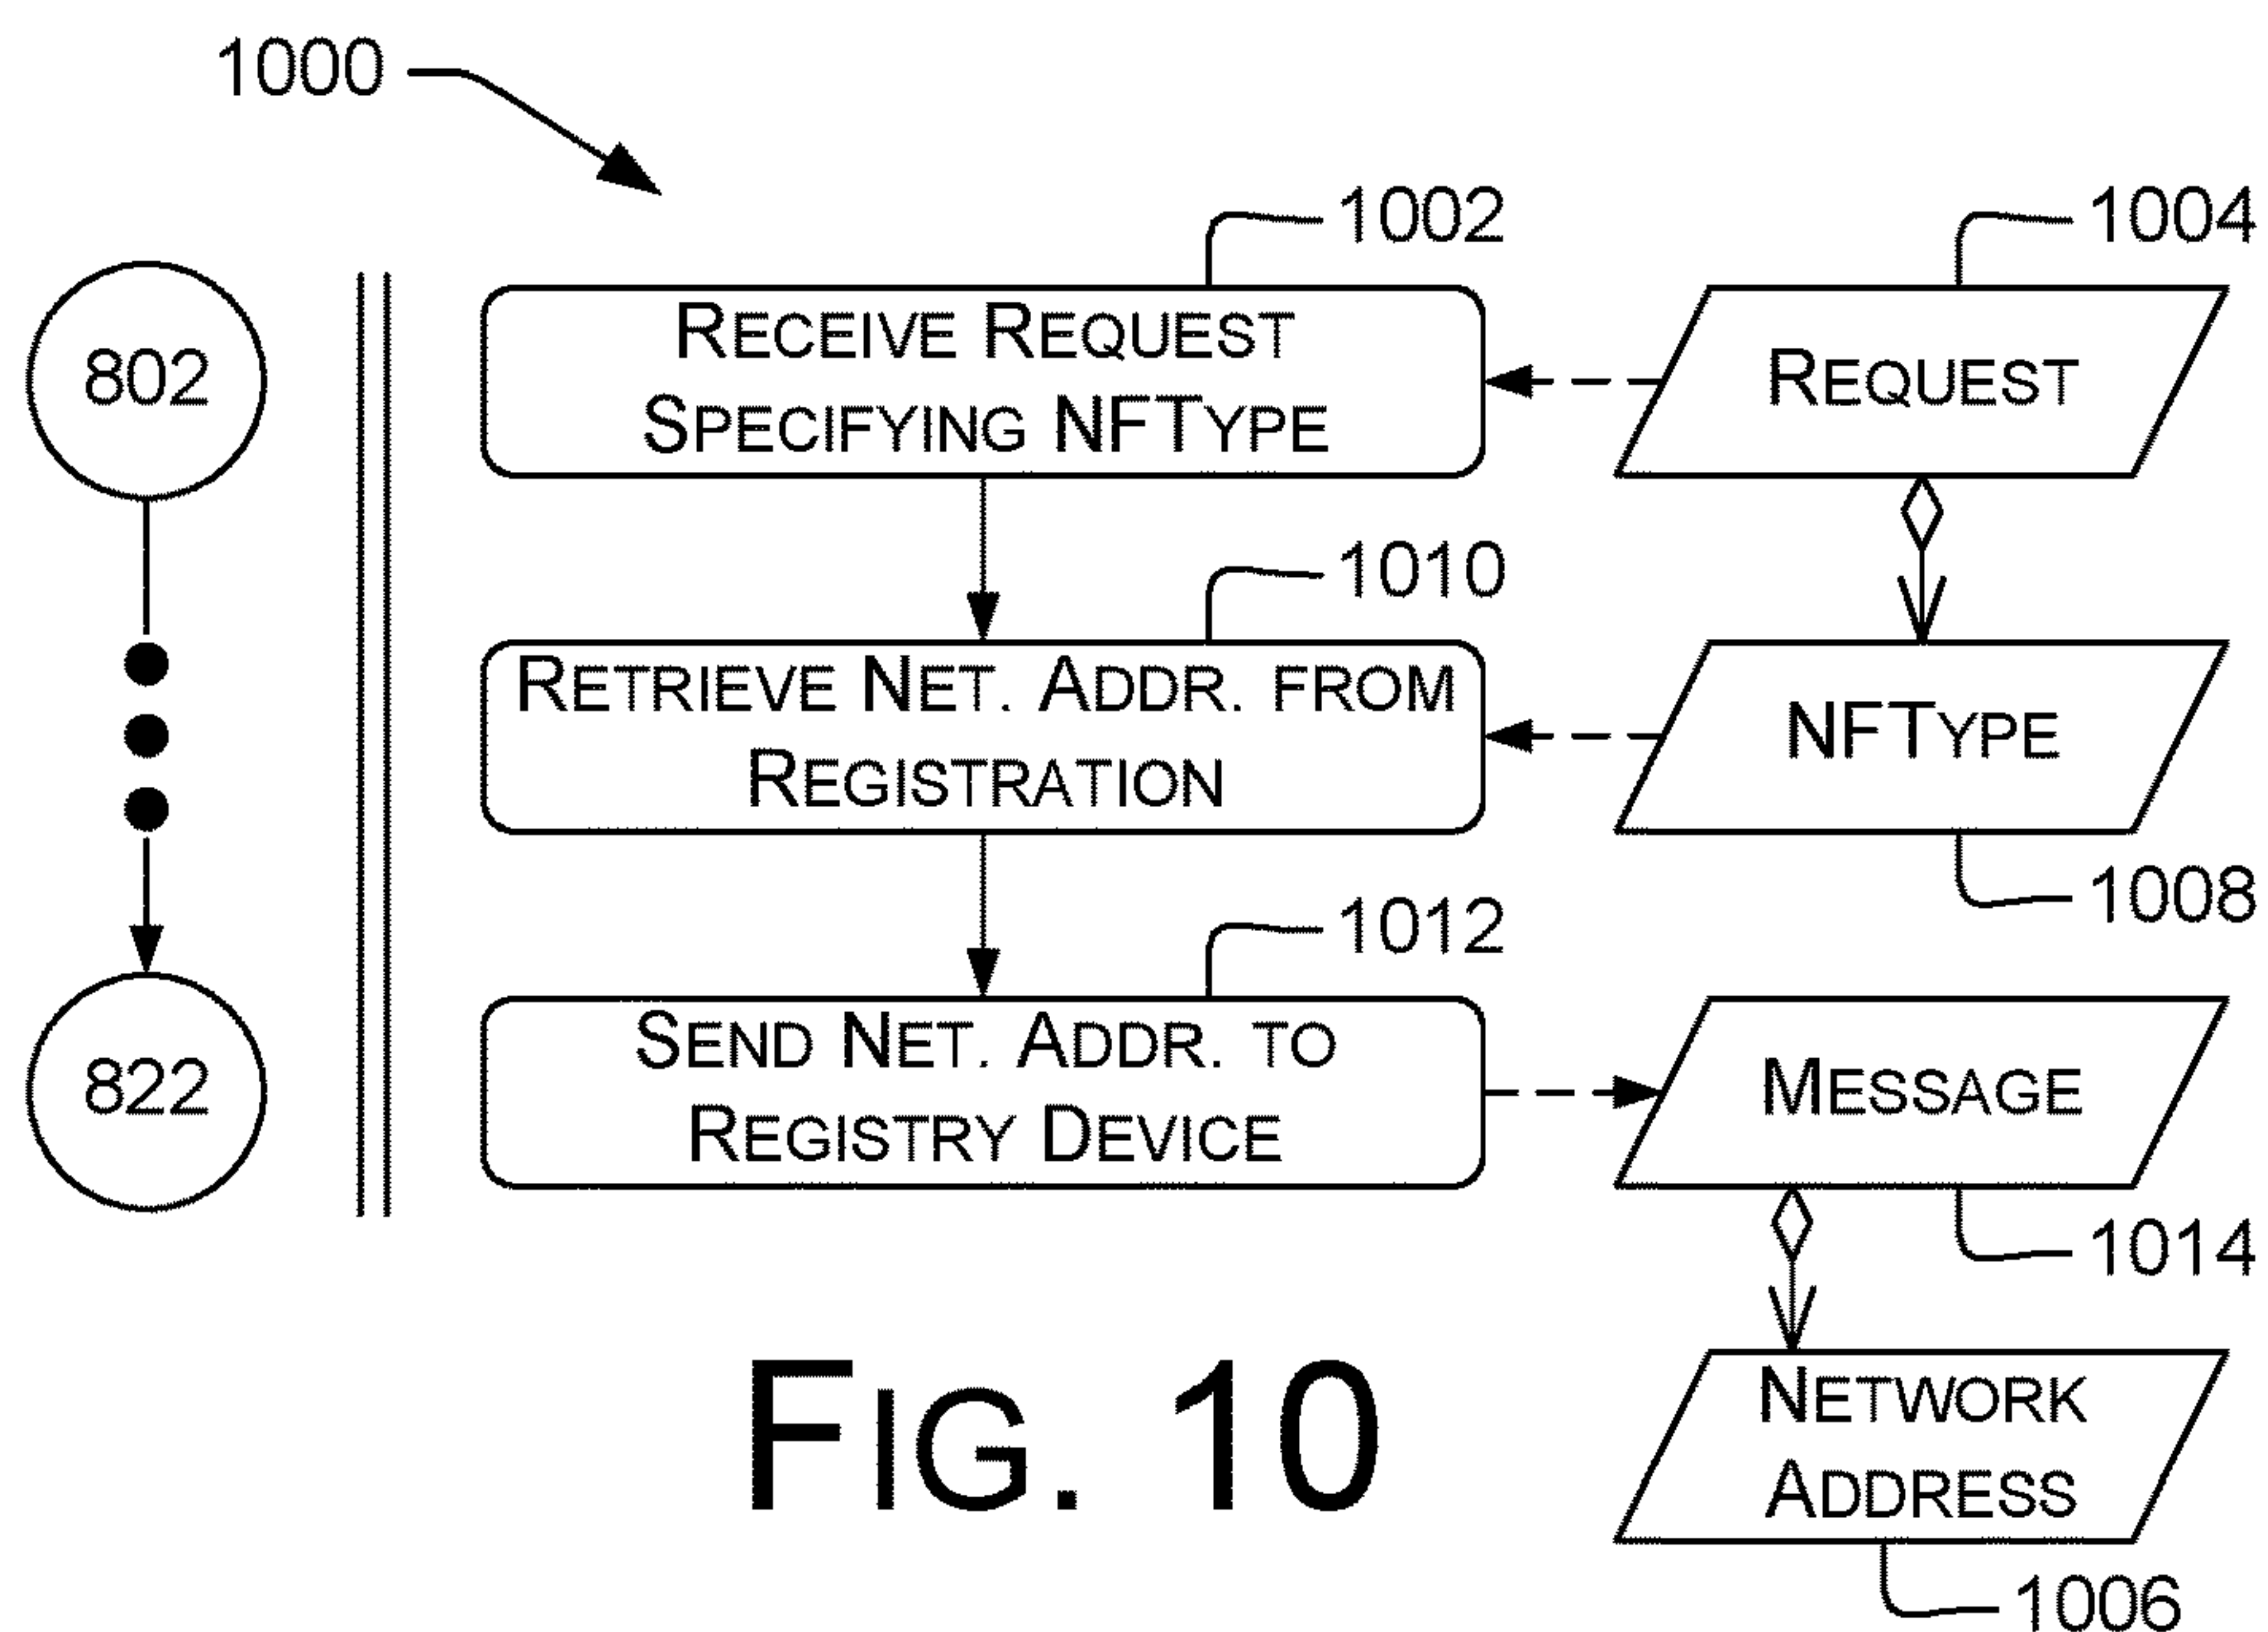 1000
1002
1004
802
RECEIVE REQUEST
SPECIFYING NFTYPE
REQUEST
1010
RETRIEVE NET. ADDR. FROM
REGISTRATION
NFTYPE
1008
1012
822
SEND NET. ADDR. TO
REGISTRY DEVICE
MESSAGE
1014
FIG. 10
NETWORK
ADDRESS
1006